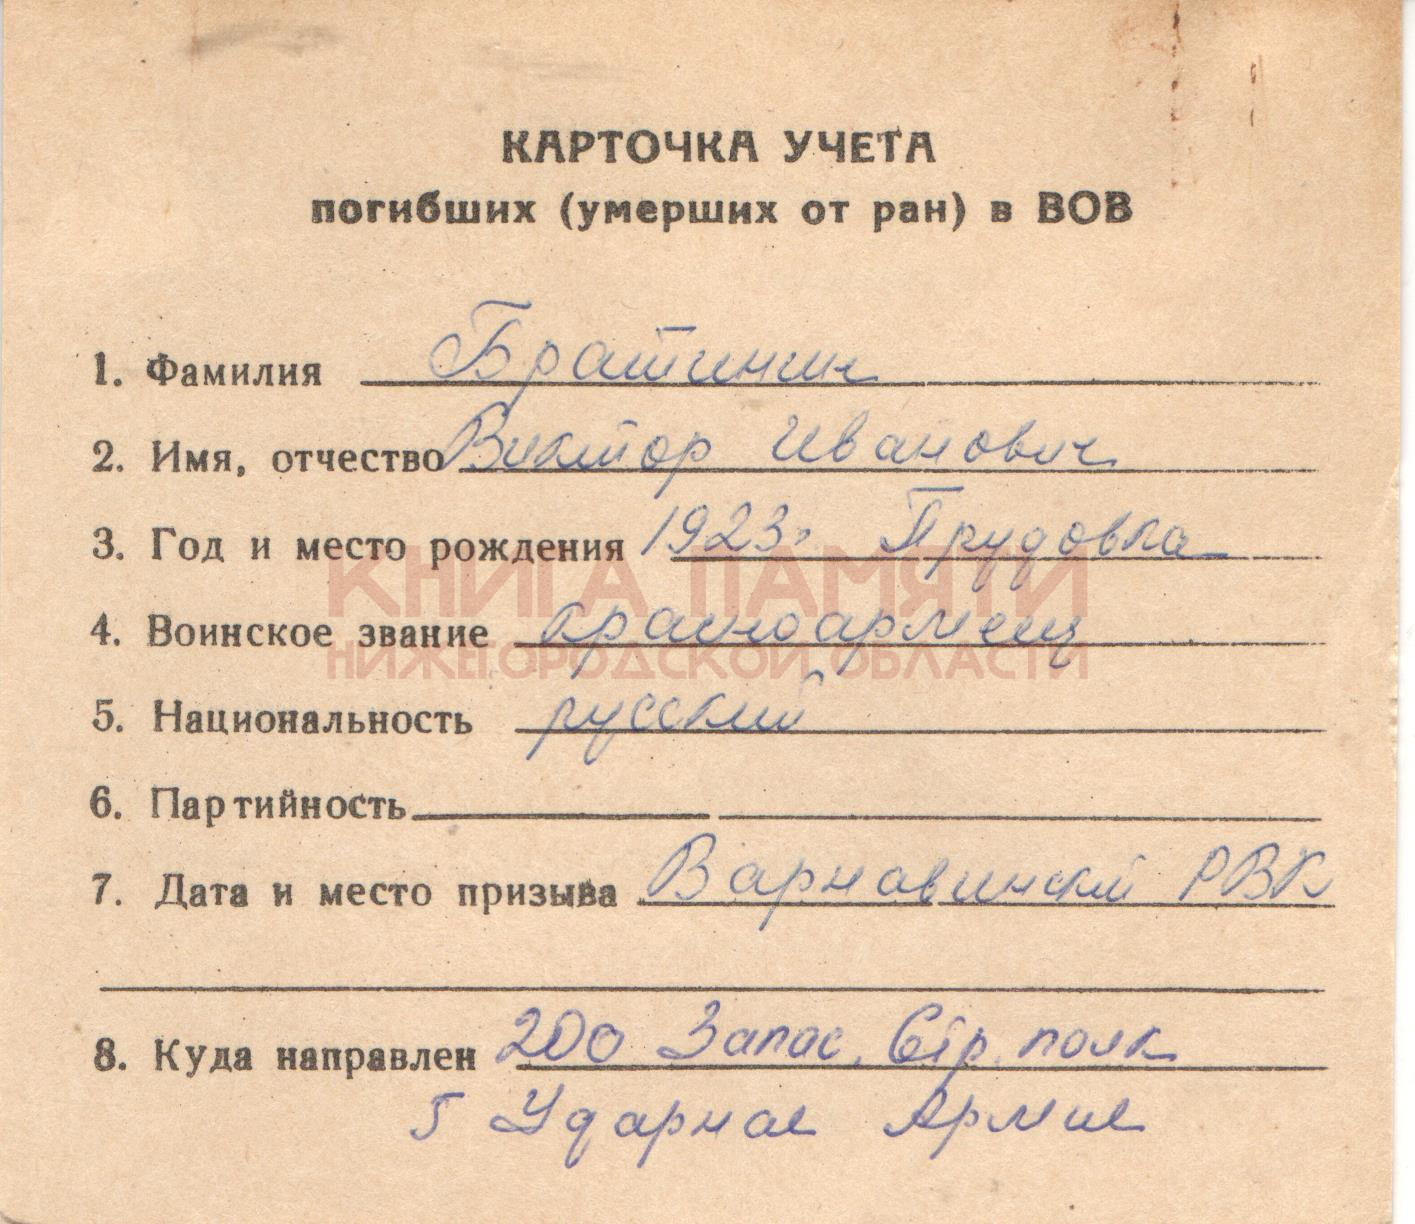 КАРТОЧКА УЧЕТА
погибших (умерших от ран) в ВОВ
1. Фамилия Братинин
2. Имя, отчество Виктор Иванович
3. Год и место рождения 1923г. Прудовка
КНИГА ПАМЯТИ
4. Воинское звание красноармеец
НИЖЕГОРОДСКОЙ ОБЛАСТИ
5. Национальность русский
6. Партийность
7. Дата и место призыва Варнавинский РВК
8. Куда направлен 200 Запас. Стр. полк
5 Ударная Армия